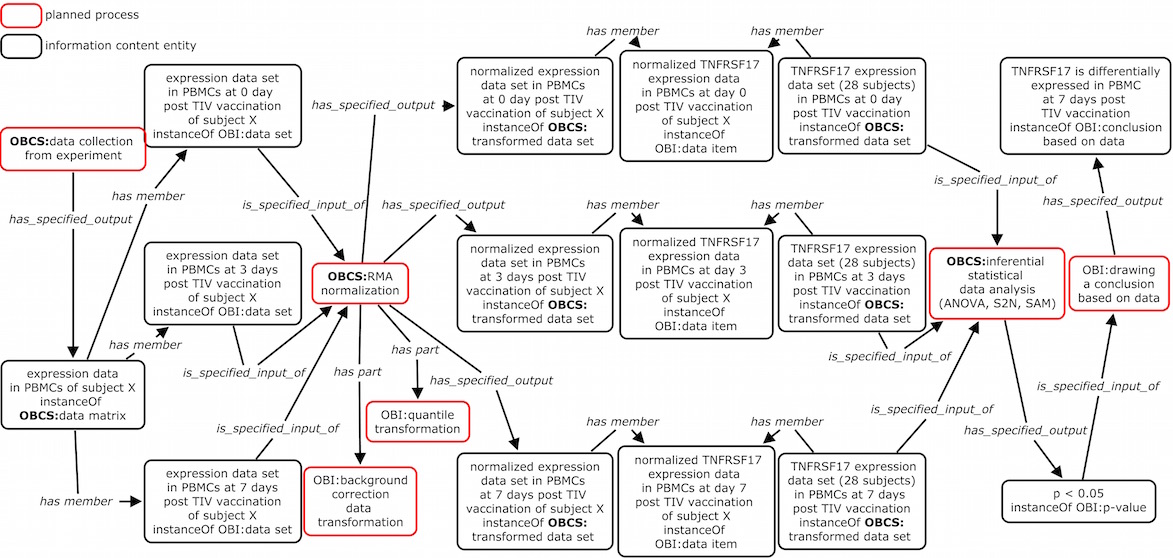 planned process
information content entity
OBCS:data collection
from experiment
has_specified_output
expression data
in PBMCs of subject X
instanceOf
OBCS:data matrix
has member
has member
has member
expression data set
in PBMCs at 0 day
post TIV vaccination
of subject X
instanceOf OBI:data set
expression data set
in PBMCs at 3 days
post TIV vaccination
of subject X
instanceOf OBI:data set
expression data set
in PBMCs at 7 days
post TIV vaccination
of subject X
instanceOf OBI:data set
is_specified_input_of
is_specified_input_of
is_specified_input_of
OBCS:RMA
normalization
has part
has part
OBI:quantile
transformation
OBI:background
correction
data
transformation
has_specified_output
has_specified_output
has_specified_output
normalized expression
data set in PBMCs
at 0 day post TIV
vaccination of subject X
instanceOf OBCS:
transformed data set
has member
normalized TNFRSF17
expression data
in PBMCs at day 0
post TIV vaccination
of subject X
instanceOf
OBI:data item
has member
TNFRSF17 expression
data set (28 subjects)
in PBMCs at 0 day
post TIV vaccination
instanceOf OBCS:
transformed data set
normalized expression
data set in PBMCs
at 3 days post TIV
vaccination of subject X
instanceOf OBCS:
transformed data set
has member
normalized TNFRSF17
expression data
in PBMCs at day 3
post TIV vaccination
of subject X
instanceOf
OBI:data item
has member
TNFRSF17 expression
data set (28 subjects)
in PBMCs at 3 days
post TIV vaccination
instanceOf OBCS:
transformed data set
normalized expression
data set in PBMCs
at 7 days post TIV
vaccination of subject X
instanceOf OBCS:
transformed data set
has member
normalized TNFRSF17
expression data
in PBMCs at day 7
post TIV vaccination
of subject X
instanceOf
OBI:data item
has member
TNFRSF17 expression
data set (28 subjects)
in PBMCs at 7 days
post TIV vaccination
instanceOf OBCS:
transformed data set
is_specified_input_of
is_specified_input_of
is_specified_input_of
OBCS:inferential
statistical
data analysis
(ANOVA, S2N, SAM)
has_specified_output
p < 0.05
instanceOf OBI:p-value
is_specified_input_of
OBI:drawing
a conclusion
based on data
has_specified_output
TNFRSF17 is differentially
expressed in PBMC
at 7 days post
TIV vaccination
instanceOf OBI:conclusion
based on data